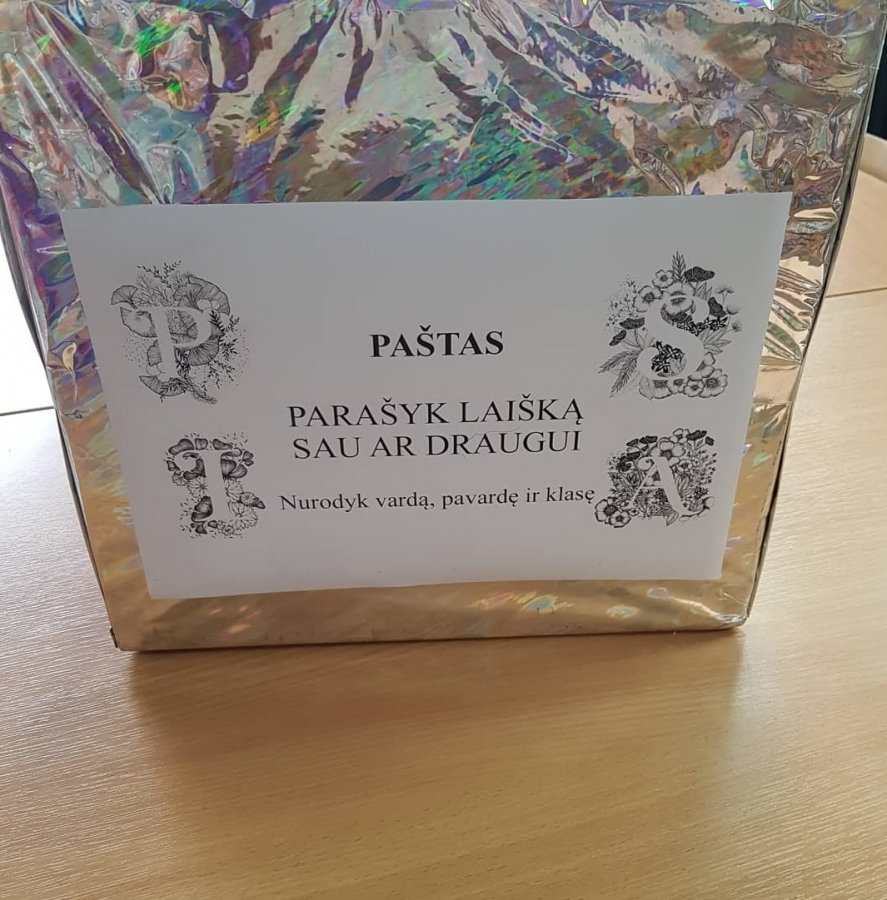 P S
PAŠTAS
PARAŠYK LAIŠKĄ
SAU AR DRAUGUI
Nurodyk vardą, pavardę ir klasę
I A